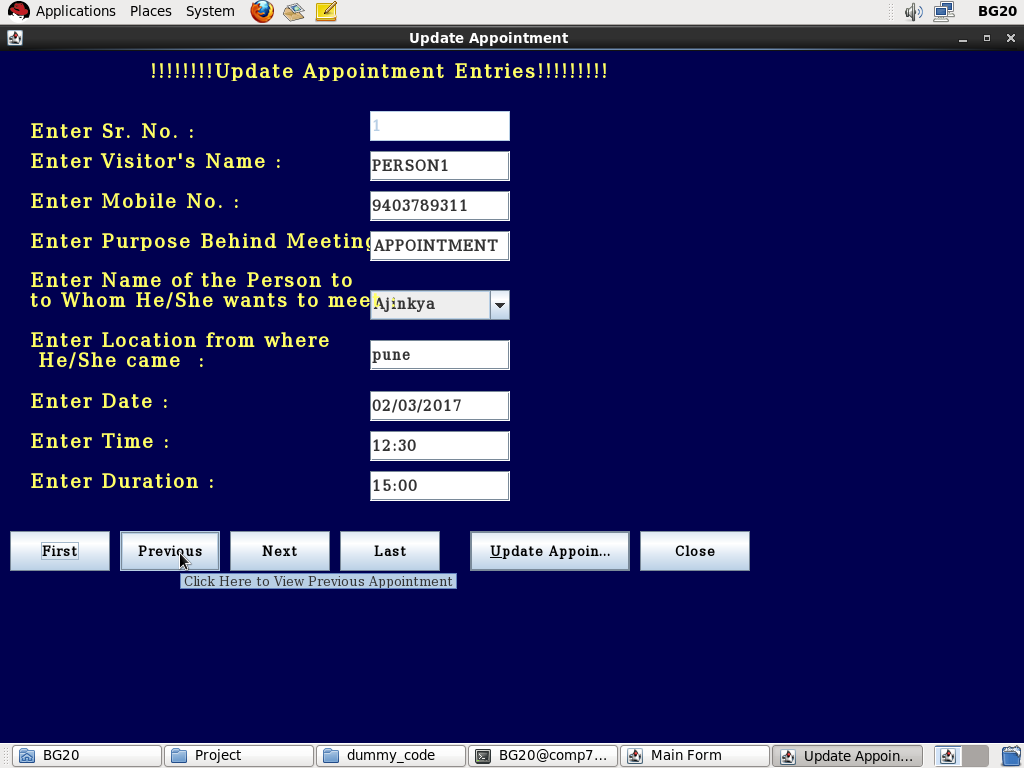 Applications Places System BG20
Update Appointment
!!!!!!!!Update Appointment Entries!!!!!!!!!
Enter Sr. No. : 1
Enter Visitor's Name : PERSON1
Enter Mobile No. : 9403789311
Enter Purpose Behind Meeting APPOINTMENT
Enter Name of the Person to
to Whom He/She wants to meet : Ajinkya
Enter Location from where
He/She came : pune
Enter Date : 02/03/2017
Enter Time : 12:30
Enter Duration : 15:00
First Previous Next Last Update Appoin... Close
Click Here to View Previous Appointment
BG20 Project dummy_code BG20@comp7... Main Form Update Appoin...